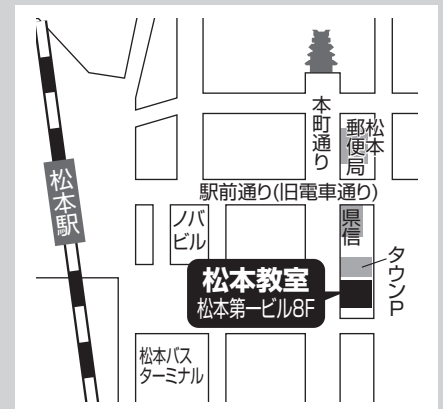 本町通り
松本
郵便局
駅前通り(旧電車通り)
松本駅
ノバ
ビル
県信
タウンP
松本教室
松本第一ビル8F
松本バス
ターミナル